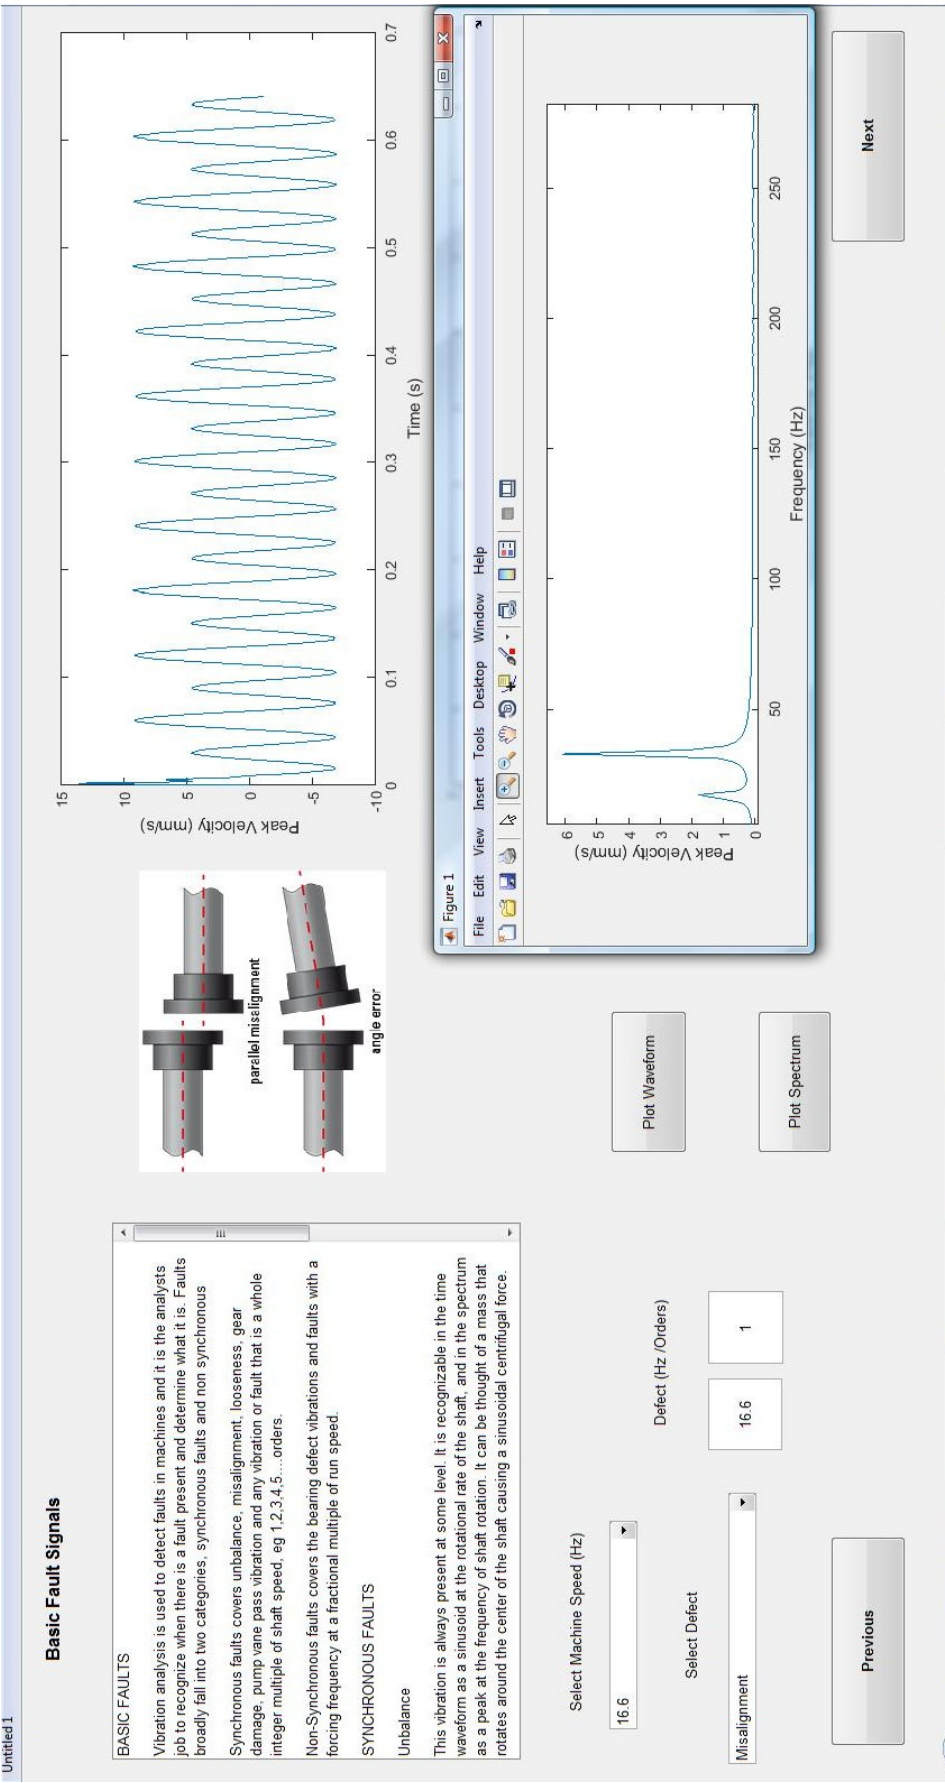 Untitled 1
Basic Fault Signals
BASIC FAULTS
Vibration analysis is used to detect faults in machines and it is the analysts
job to recognize when there is a fault present and determine what it is. Faults
broadly fall into two categories, synchronous faults and non synchronous
Synchronous faults covers unbalance, misalignment, looseness, gear
damage, pump vane pass vibration and any vibration or fault that is a whole
integer multiple of shaft speed, eg 1,2,3,4,5....orders.
Non-Synchronous faults covers the bearing defect vibrations and faults with a
forcing frequency at a fractional multiple of run speed.
SYNCHRONOUS FAULTS
Unbalance
This vibration is always present at some level. It is recognizable in the time
waveform as a sinusoid at the rotational rate of the shaft, and in the spectrum
as a peak at the frequency of shaft rotation. It can be thought of a mass that
rotates around the center of the shaft causing a sinusoidal centrifugal force.
parallel misalignment
angle error
15
10
5
0
-5
-10
Peak Velocity (mm/s)
0
0.1
0.2
0.3
0.4
0.5
0.6
0.7
Time (s)
Select Machine Speed (Hz)
16.6
Select Defect
Misalignment
Defect (Hz /Orders)
16.6
1
Plot Waveform
Plot Spectrum
Figure 1
File Edit View Insert Tools Desktop Window Help
6
5
4
3
2
1
0
Peak Velocity (mm/s)
50
100
150
200
250
Frequency (Hz)
Previous
Next